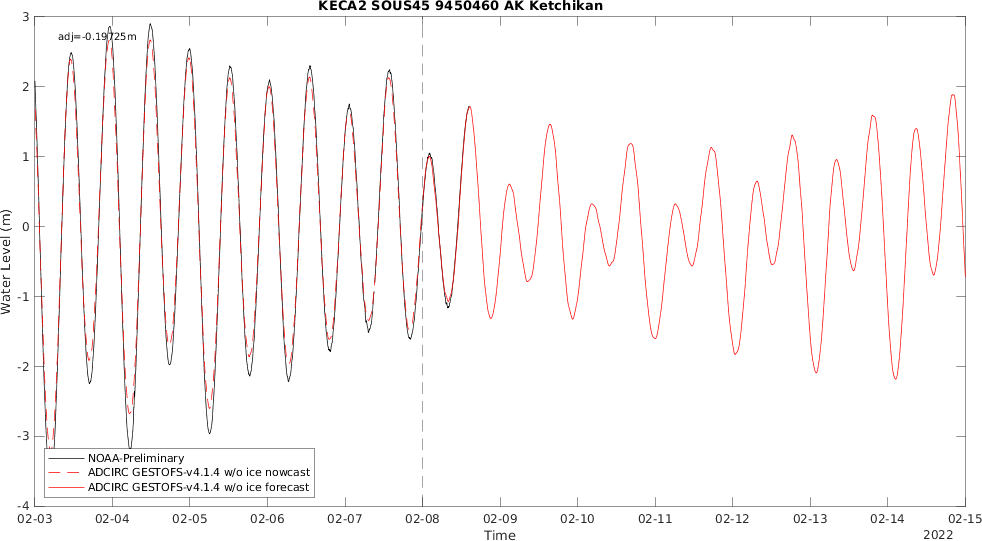 KECA2 SOUS45 9450460 AK Ketchikan
adj=-0.19725m
3
2
1
0
-1
-2
-3
-4
Water Level (m)
NOAA-Preliminary
ADCIRC GESTOFS-v4.1.4 w/o ice nowcast
ADCIRC GESTOFS-v4.1.4 w/o ice forecast
02-03 02-04 02-05 02-06 02-07 02-08 02-09 02-10 02-11 02-12 02-13 02-14 02-15
Time
2022